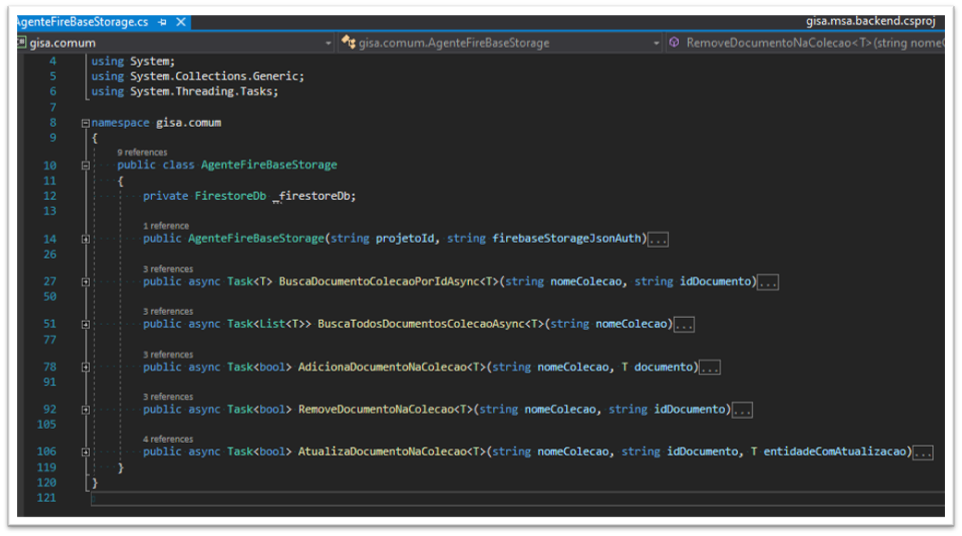 AgenteFireBaseStorage.cs gisa.msa.backend.csproj
gisa.comum gisa.comum.AgenteFireBaseStorage RemoveDocumentoNaColecao<T>(string nomeC
4 using System;
5 using System.Collections.Generic;
6 using System.Threading.Tasks;
7
8 namespace gisa.comum
9 {
9 references
10 public class AgenteFireBaseStorage
11 {
12 private FirestoreDb _firestoreDb;
13
1 reference
14 public AgenteFireBaseStorage(string projetoId, string firebaseStorageJsonAuth)...
26
3 references
27 public async Task<T> BuscaDocumentoColecaoPorIdAsync<T>(string nomeColecao, string idDocumento)...
50
3 references
51 public async Task<List<T>> BuscaTodosDocumentosColecaoAsync<T>(string nomeColecao)...
77
3 references
78 public async Task<bool> AdicionaDocumentoNaColecao<T>(string nomeColecao, T documento)...
91
3 references
92 public async Task<bool> RemoveDocumentoNaColecao<T>(string nomeColecao, string idDocumento)...
105
4 references
106 public async Task<bool> AtualizaDocumentoNaColecao<T>(string nomeColecao, string idDocumento, T entidadeComAtualizacao)...
119 }
120 }
121